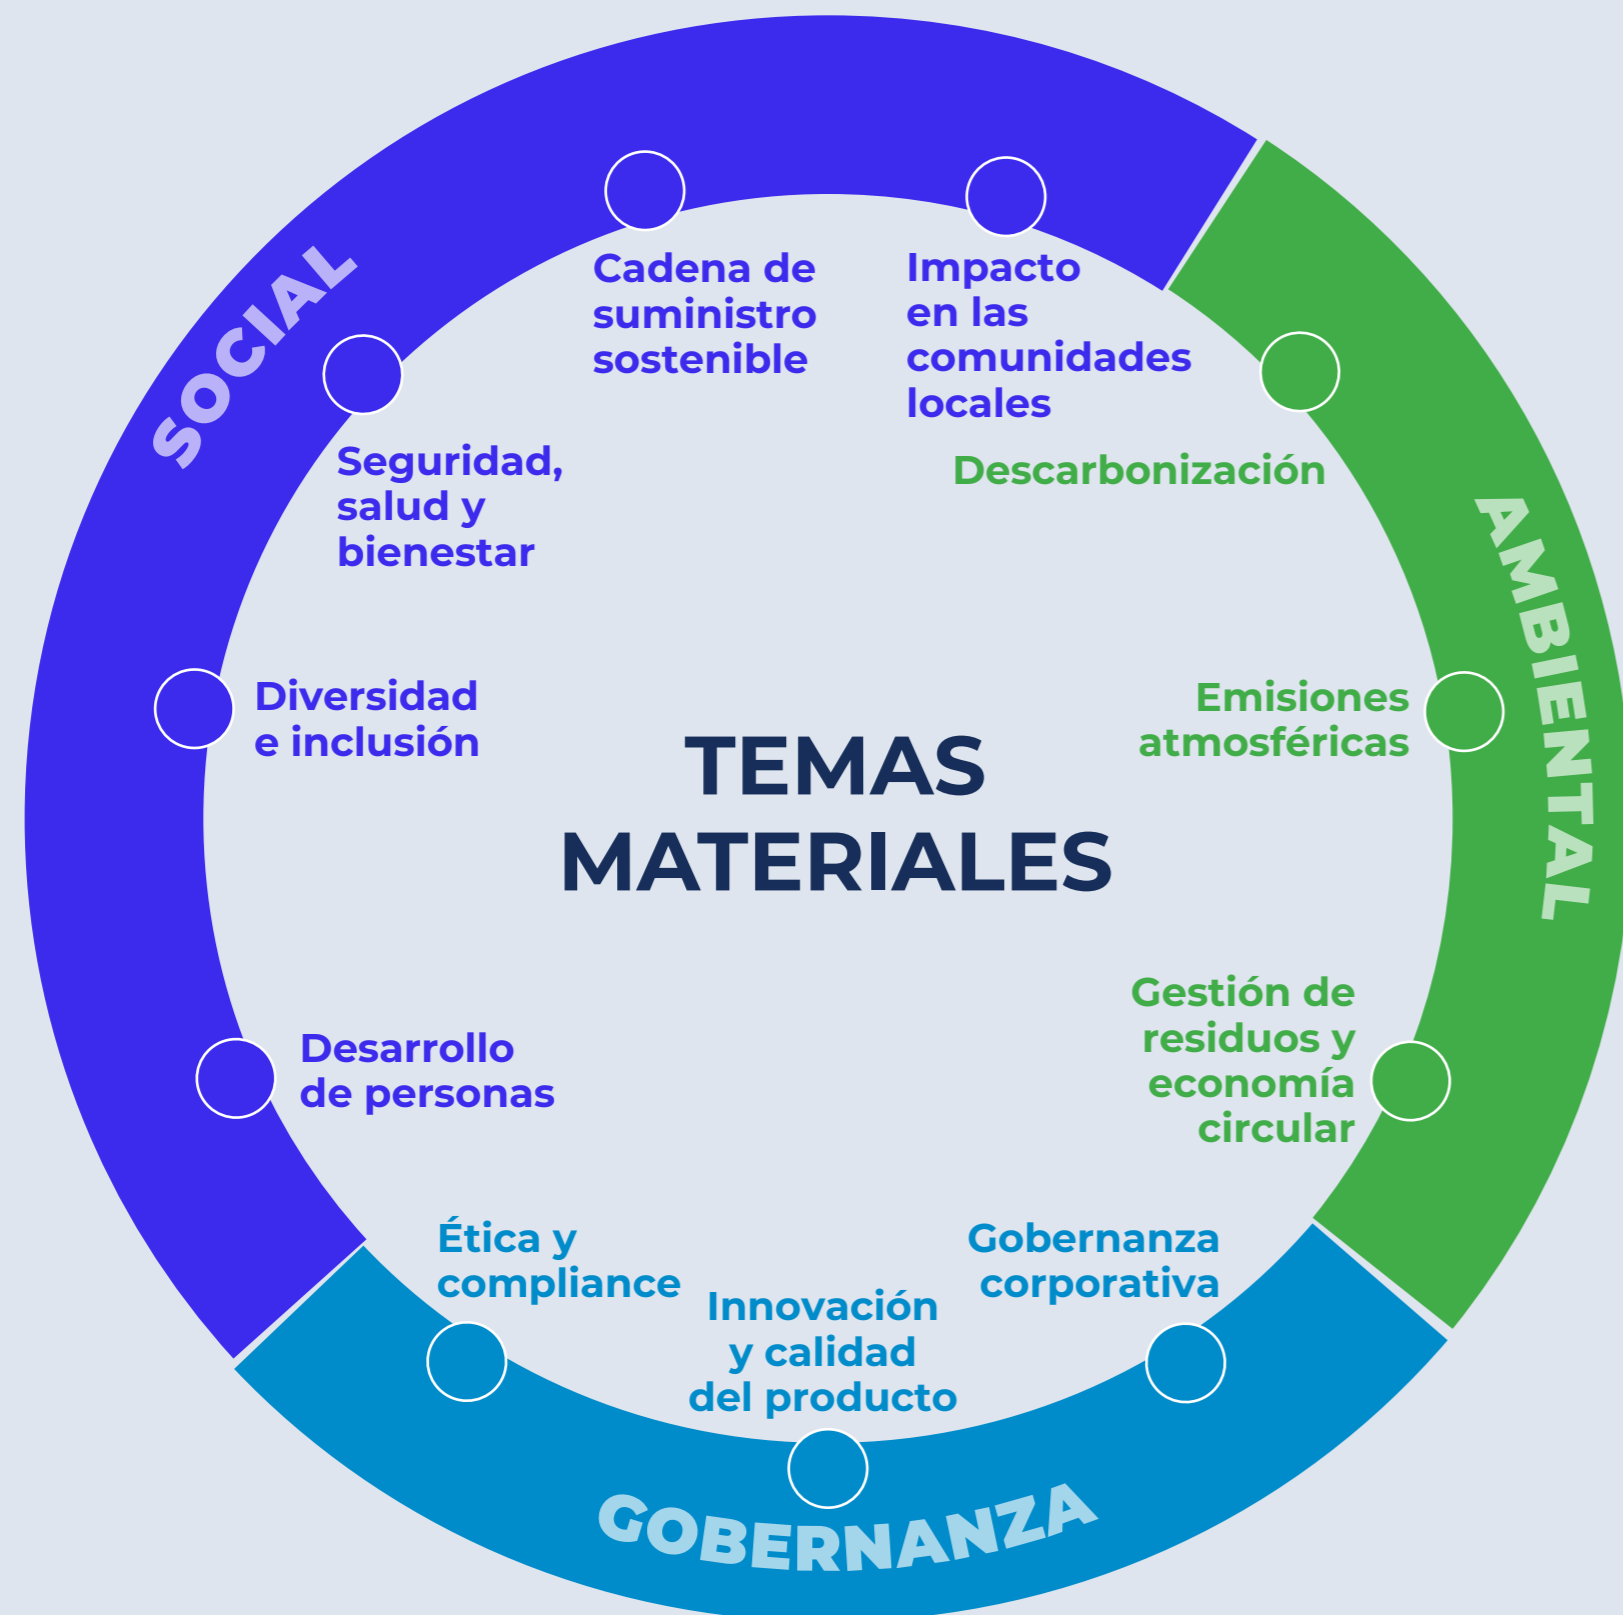 SOCIAL
Cadena de
suministro
sostenible
Impacto
en las
comunidades
locales
Seguridad,
salud y
bienestar
Diversidad
e inclusión
Desarrollo
de personas
TEMAS
MATERIALES
AMBIENTAL
Descarbonización
Emisiones
atmosféricas
Gestión de
residuos y
economía
circular
Ética y
compliance
Innovación
y calidad
del producto
Gobernanza
corporativa
GOBERNANZA